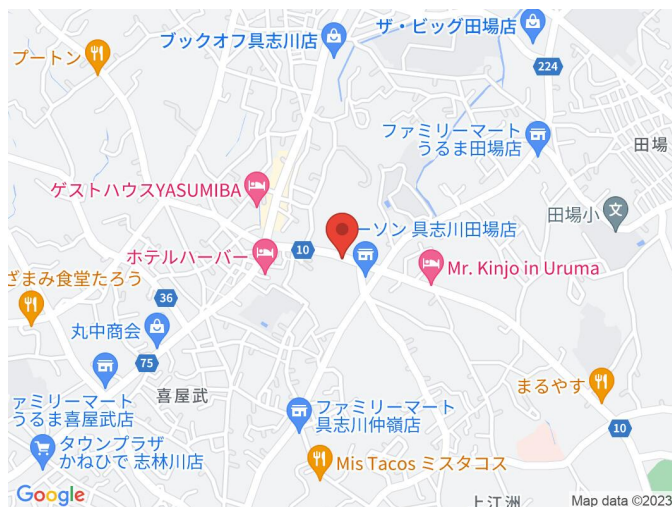 ブックオフ具志川店
ザ・ビッグ田場店
プートン
224
ファミリーマート
うるま田場店
田場
ゲストハウスYASUMIBA
田場小
文
ーソン 具志川田場店
10
ホテルハーバー
Mr. Kinjo in Uruma
ざまみ食堂たろう
36
丸中商会
75
まるやす
ァミリーマート
うるま喜屋武店
喜屋武
ファミリーマート
具志川仲嶺店
10
タウンプラザ
かねひで 志林川店
Mis Tacos ミスタコス
上江洲
Google
Map data ©2023